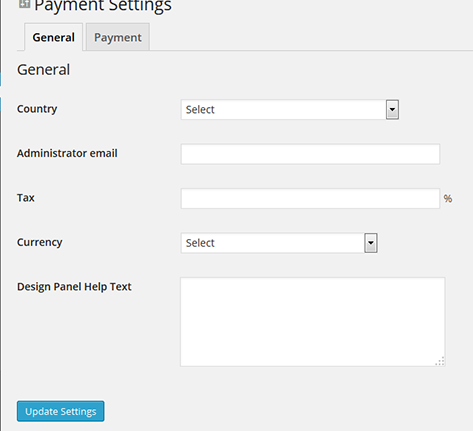 Payment Settings
General Payment
General
Country Select
Administrator email
Tax %
Currency Select
Design Panel Help Text
Update Settings